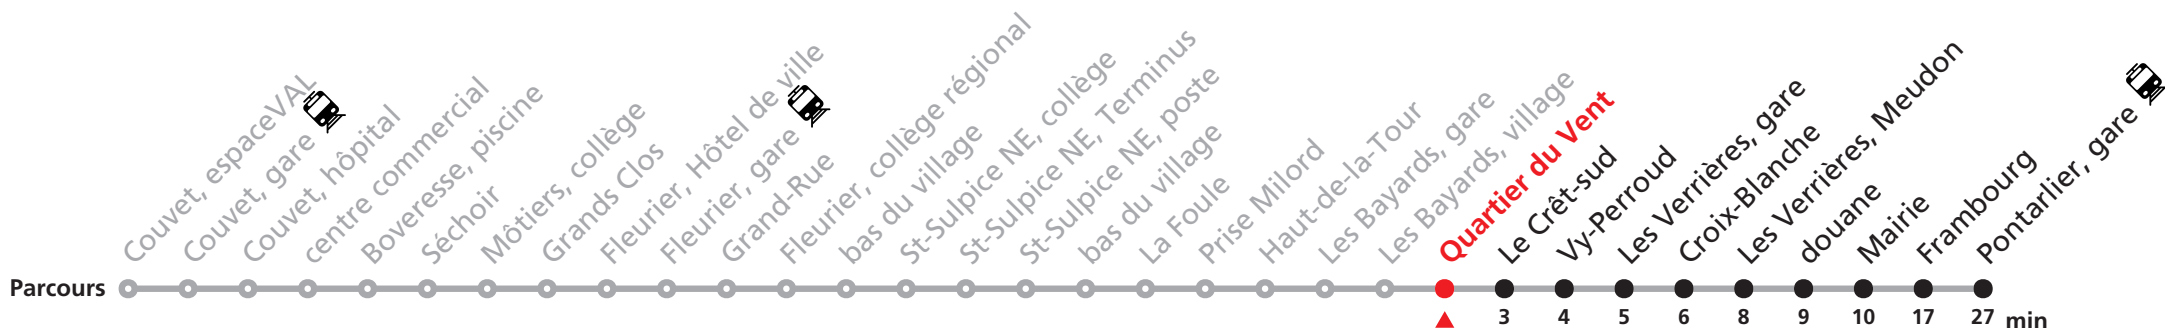 Couvet, espaceVAL
Couvet, gare
Couvet, hôpital
centre commercial
Boveresse, piscine
Séchoir
Môtiers, collège
Grands Clos
Fleurier, Hôtel de ville
Fleurier, gare
Grand-Rue
Fleurier, collège régional
bas du village
St-Sulpice NE, collège
St-Sulpice NE, Terminus
St-Sulpice NE, poste
bas du village
La Foule
Prise Milord
Haut-de-la-Tour
Les Bayards, gare
Les Bayards, village
Quartier du Vent
Le Crêt-sud
Vy-Perroud
Les Verrières, gare
Croix-Blanche
Les Verrières, Meudon
douane
Mairie
Frambourg
Pontarlier, gare
Parcours
3 4 5 6 8 9 10 17 27 min